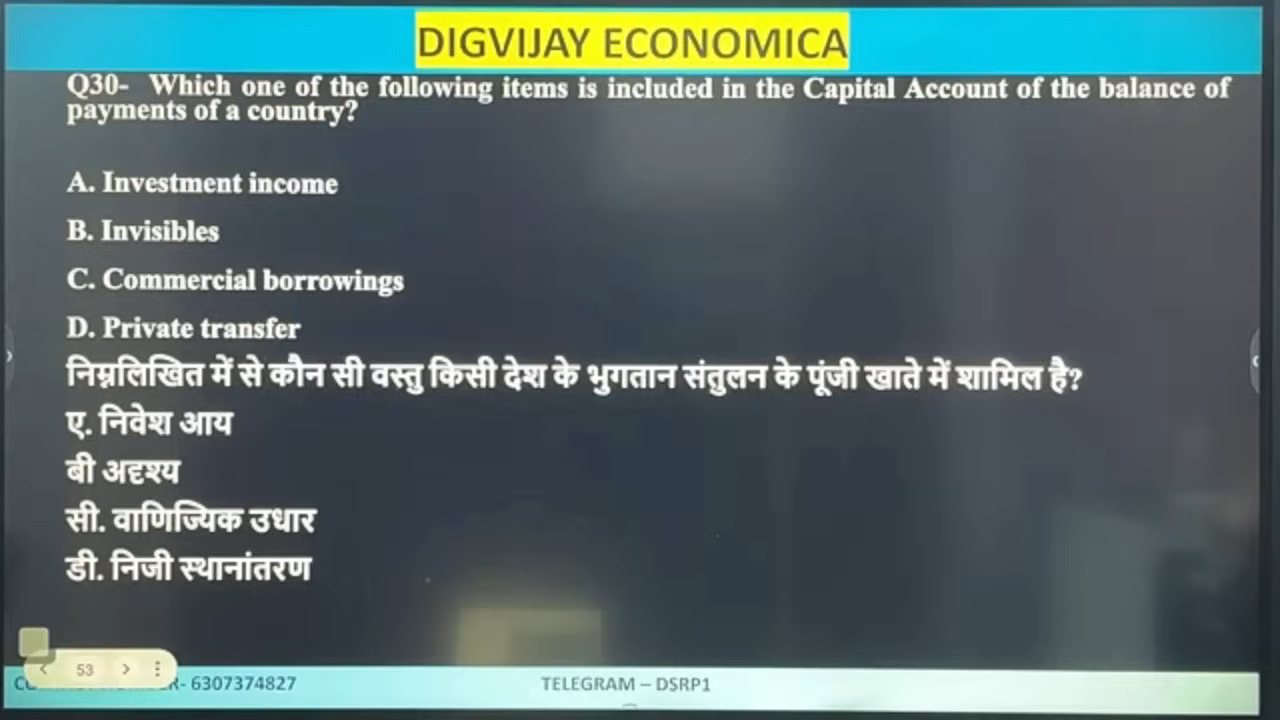 DIGVIJAY ECONOMICA
Q30- Which one of the following items is included in the Capital Account of the balance of
payments of a country?
A. Investment income
B. Invisibles
C. Commercial borrowings
D. Private transfer
निम्नलिखित में से कौन सी वस्तु किसी देश के भुगतान संतुलन के पूंजी खाते में शामिल है?
ए. निवेश आय
बी अदृश्य
सी. वाणिज्यिक उधार
डी. निजी स्थानांतरण
53
6307374827
TELEGRAM – DSRP1